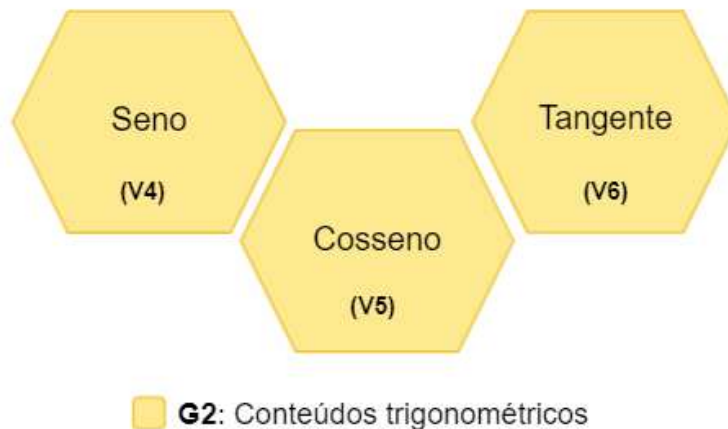 Seno
(V4)
Cosseno
(V5)
Tangente
(V6)
G2: Conteúdos trigonométricos